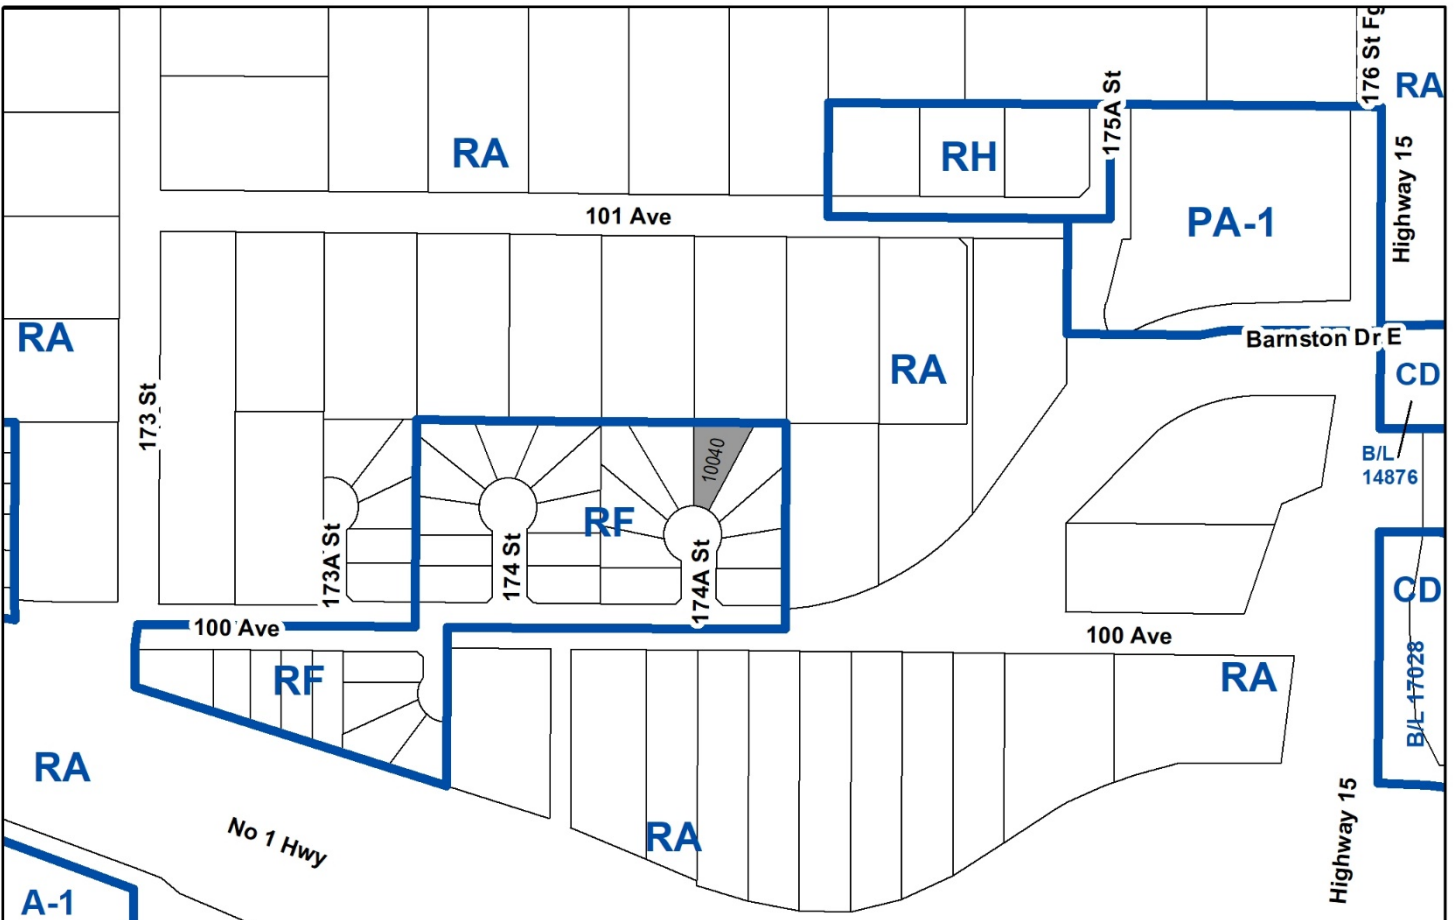 176 St Fg
RA
175A St
RA
RH
Highway 15
101 Ave
PA-1
RA
Barnston Dr E
RA
CD
173 St
10040
B/L
14876
RF
173A St
174 St
174A St
CD
100 Ave
100 Ave
RF
RA
B/L 17028
RA
No 1 Hwy
RA
Highway 15
A-1